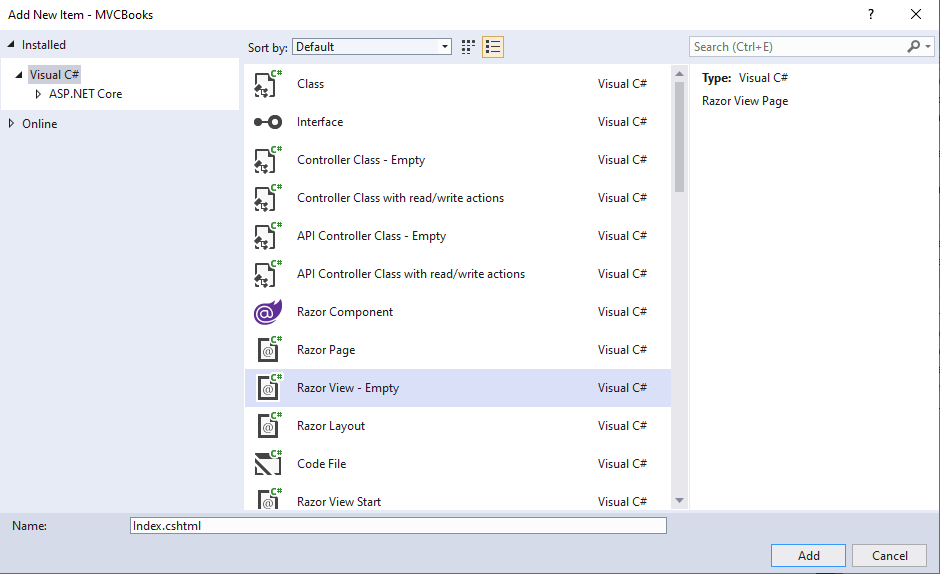 Add New Item - MVCBooks
?
Installed
Sort by: Default
Search (Ctrl+E)
Visual C#
ASP.NET Core
Online
C# Class Visual C#
Interface Visual C#
C# Controller Class - Empty Visual C#
C# Controller Class with read/write actions Visual C#
C# API Controller Class - Empty Visual C#
C# API Controller Class with read/write actions Visual C#
@ Razor Component Visual C#
C# @ Razor Page Visual C#
C# @ Razor View - Empty Visual C#
C# @ Razor Layout Visual C#
C# Code File Visual C#
C# @ Razor View Start Visual C#
Type: Visual C#
Razor View Page
Name: Index.cshtml
Add Cancel